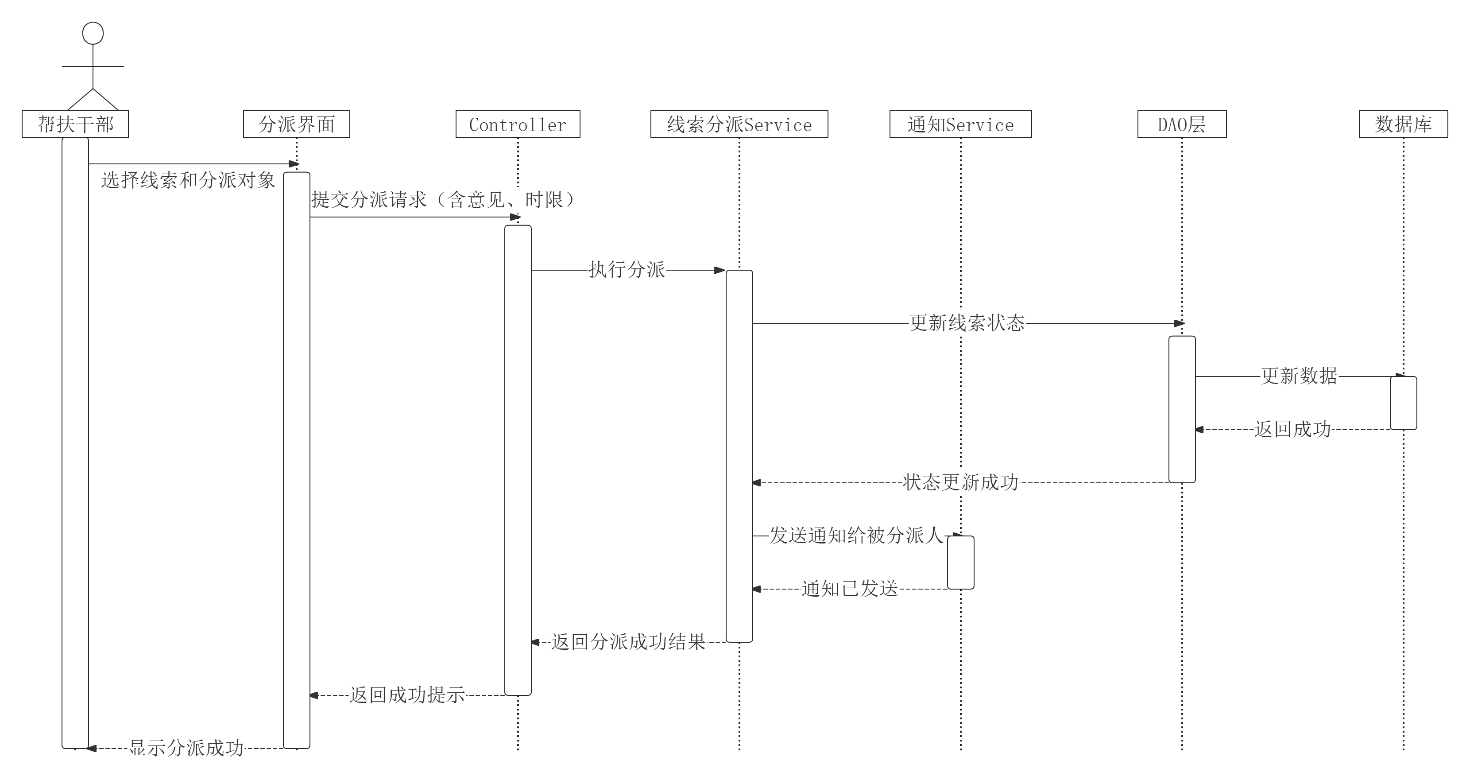 帮扶干部
分派界面
Controller
线索分派Service
通知Service
DAO层
数据库
选择线索和分派对象
提交分派请求（含意见、时限）
执行分派
更新线索状态
更新数据
返回成功
状态更新成功
发送通知给被分派人
通知已发送
返回分派成功结果
返回成功提示
显示分派成功